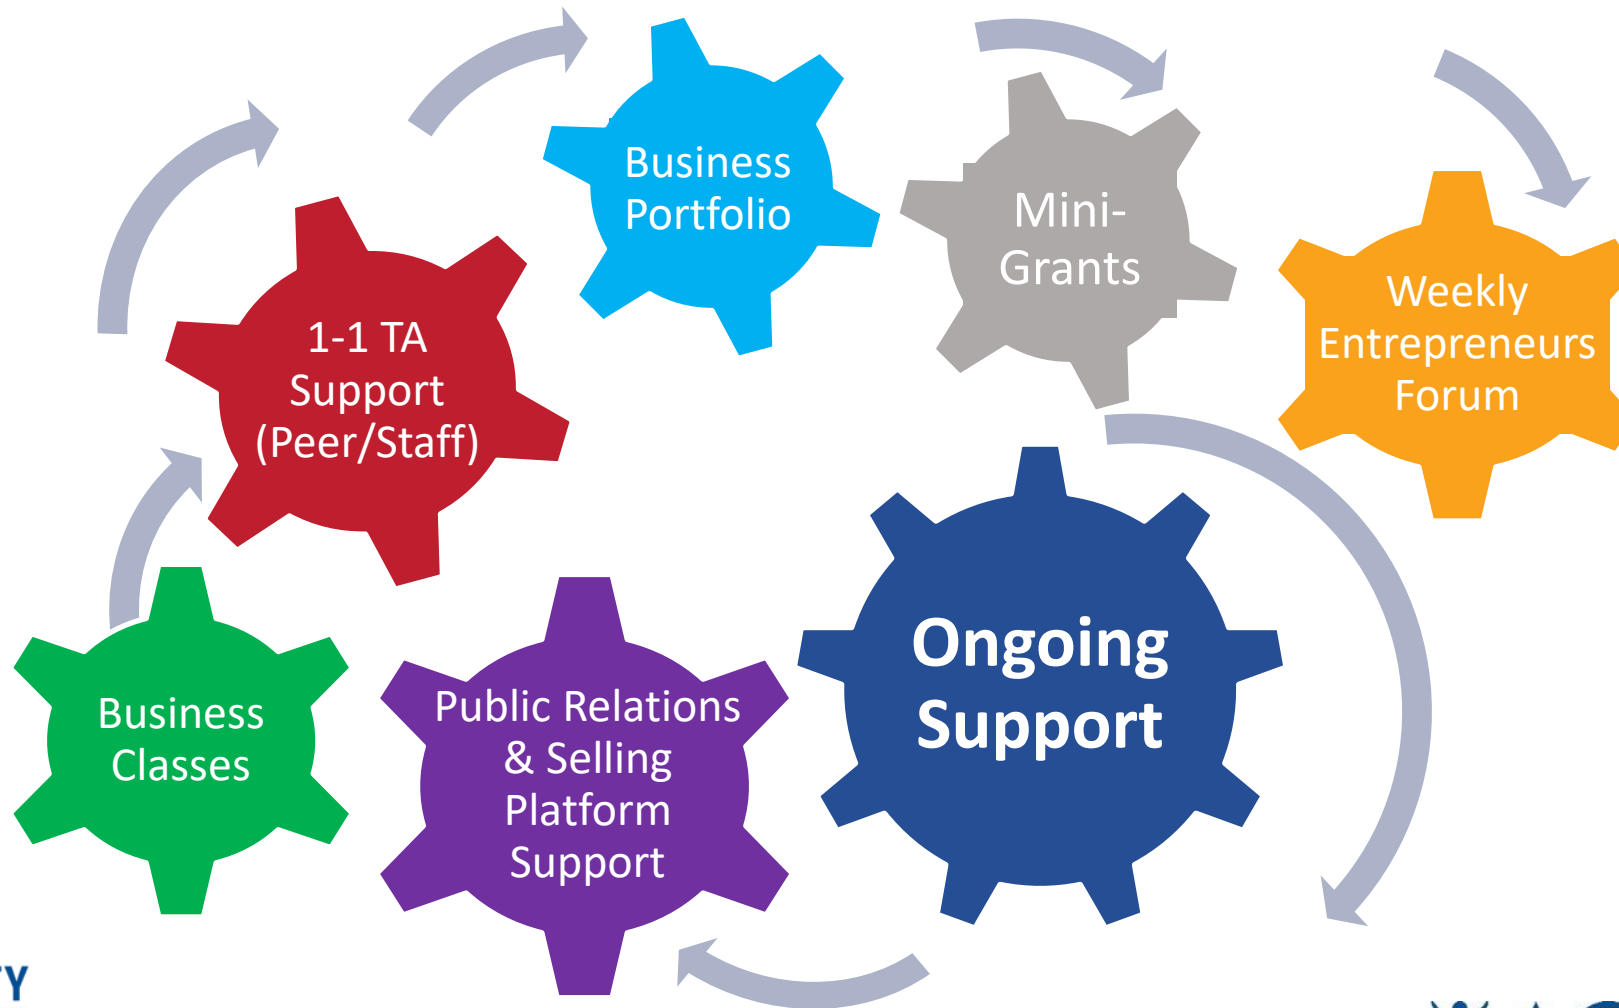 Business
Portfolio
Mini-
Grants
Weekly
Entrepreneurs
Forum
1-1 TA
Support
(Peer/Staff)
Ongoing
Support
Business
Classes
Public Relations
& Selling
Platform
Support
TY